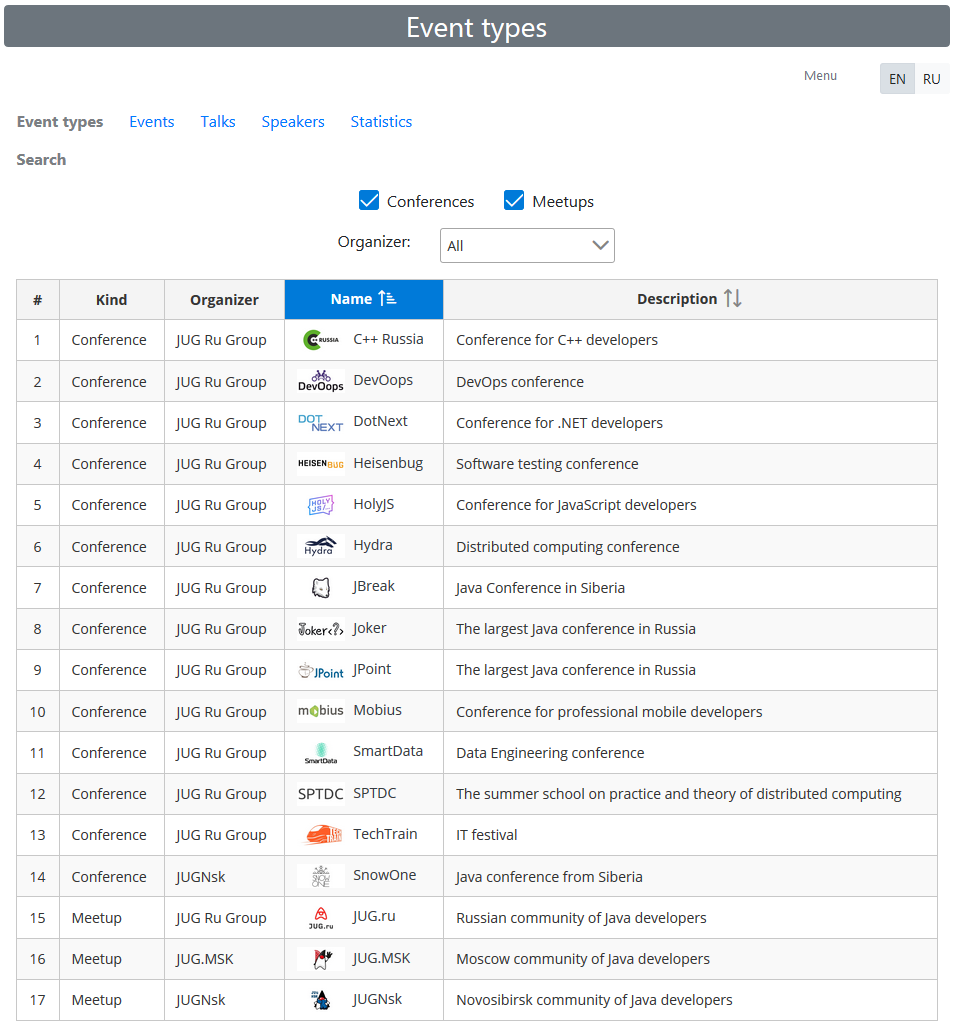 Event types
Menu EN RU
Event types Events Talks Speakers Statistics
Search
Conferences Meetups
Organizer: All
# Kind Organizer Name Description
1 Conference JUG Ru Group C++ RUSSIA C++ Russia Conference for C++ developers
2 Conference JUG Ru Group DevOops DevOops DevOps conference
3 Conference JUG Ru Group DOT NEXT DotNext Conference for .NET developers
4 Conference JUG Ru Group HEISENBUG Heisenbug Software testing conference
5 Conference JUG Ru Group HOLY JS/ HolyJS Conference for JavaScript developers
6 Conference JUG Ru Group Hydra Hydra Distributed computing conference
7 Conference JUG Ru Group JBreak Java Conference in Siberia
8 Conference JUG Ru Group Joker<?> Joker The largest Java conference in Russia
9 Conference JUG Ru Group JPoint JPoint The largest Java conference in Russia
10 Conference JUG Ru Group mobius Mobius Conference for professional mobile developers
11 Conference JUG Ru Group SmartData SmartData Data Engineering conference
12 Conference JUG Ru Group SPTDC SPTDC The summer school on practice and theory of distributed computing
13 Conference JUG Ru Group TECH TRAIN TechTrain IT festival
14 Conference JUGNsk SNOW ONE SnowOne Java conference from Siberia
15 Meetup JUG Ru Group JUG.ru JUG.ru Russian community of Java developers
16 Meetup JUG.MSK JUG.MSK Moscow community of Java developers
17 Meetup JUGNsk JUGNsk Novosibirsk community of Java developers